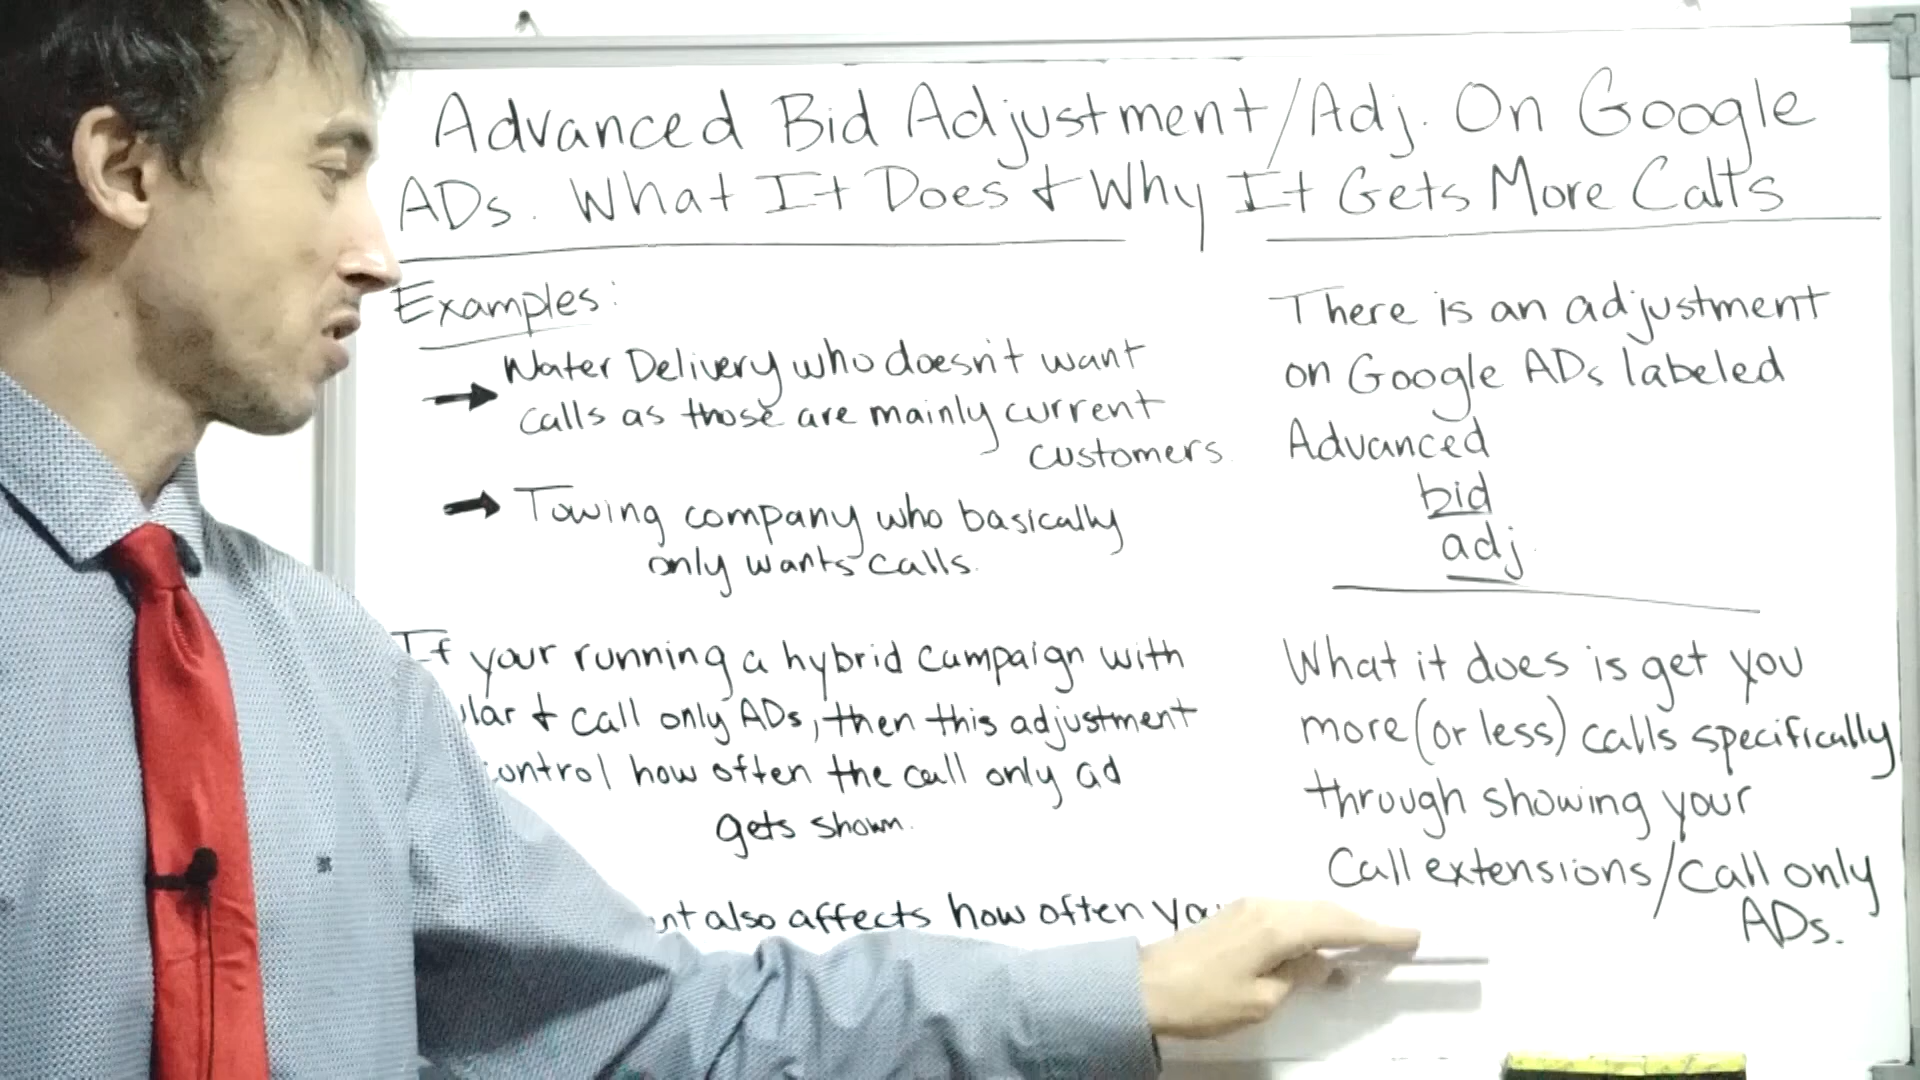 Advanced Bid Adjustment/Adj. On Google
ADs. What It Does & Why It Gets More Calls
Examples:
→ Water Delivery who doesn't want
calls as those are mainly current
customers.
→ Towing company who basically
only wants calls.
If your running a hybrid campaign with
& call only ADs, then this adjustment
how often the call only ad
gets shown.
also affects how often
There is an adjustment
on Google ADs labeled
Advanced
bid
adj.
What it does is get you
more (or less) calls specifically
through showing your
Call extensions/Call only
ADs.